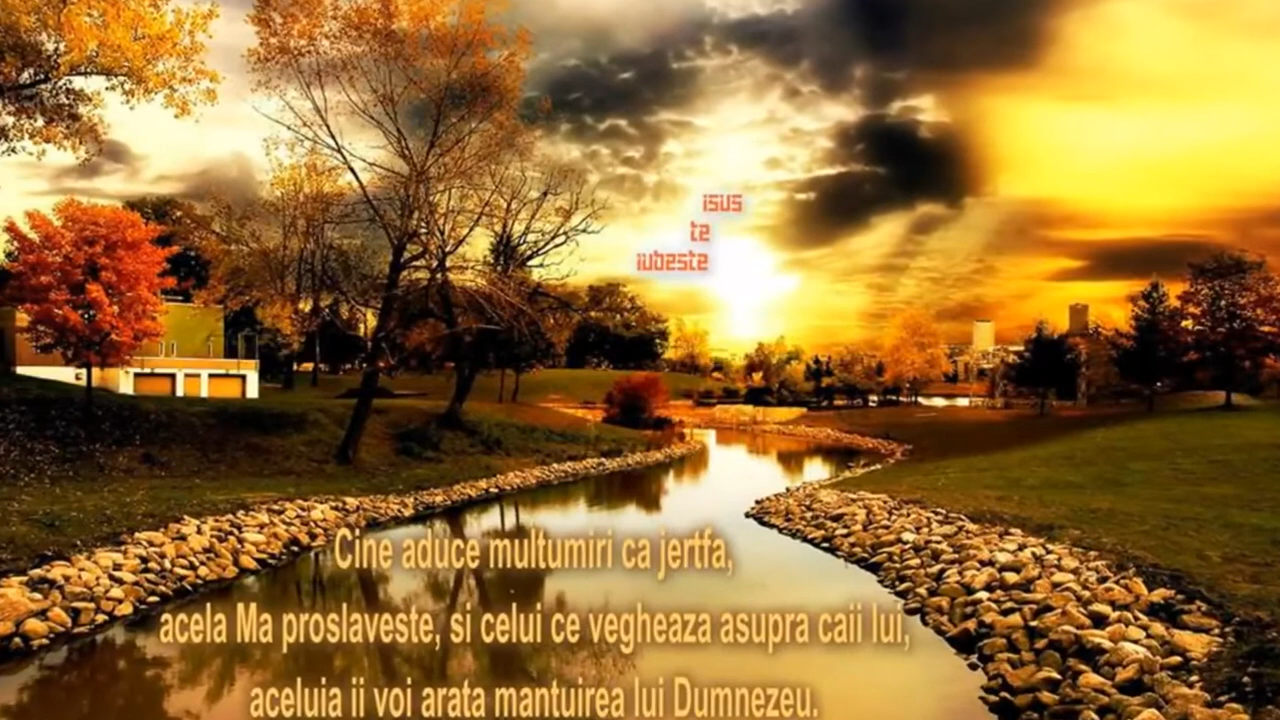 isus
te
iubeste
Cine aduce multumiri ca jertfa,
acela Ma proslaveste, si celui ce vegheaza asupra caii lui,
aceluia ii voi arata mantuirea lui Dumnezeu.